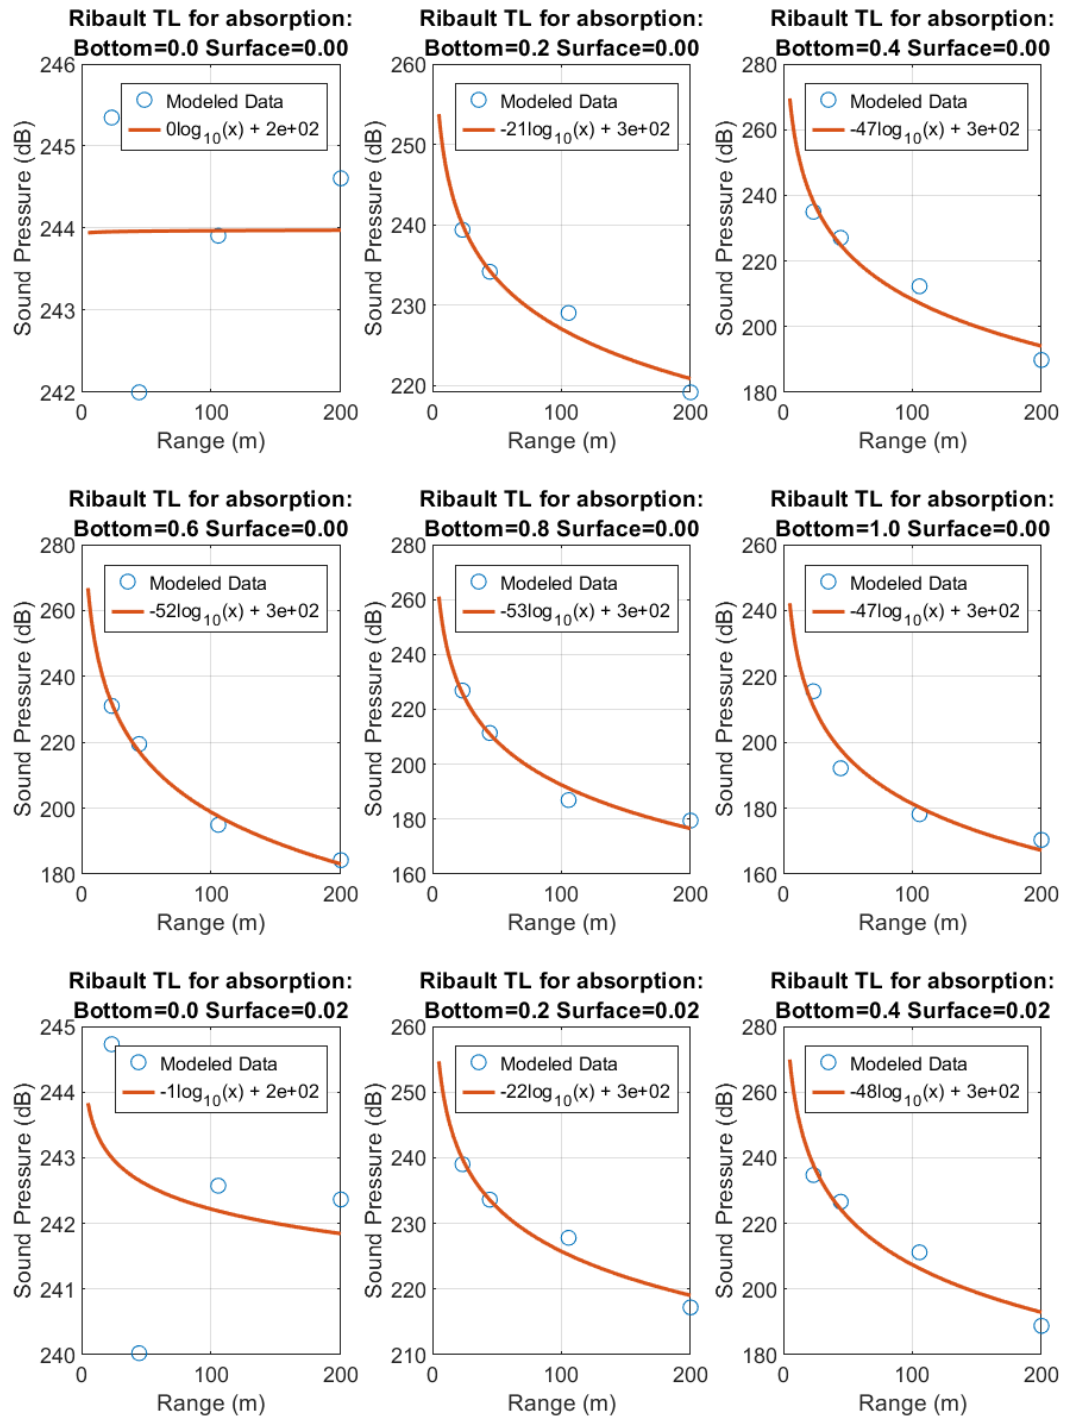 Ribault TL for absorption:
Bottom=0.0 Surface=0.00
246
245
244
243
242
Sound Pressure (dB)
Modeled Data
0log10(x) + 2e+02
0 100 200
Range (m)
Ribault TL for absorption:
Bottom=0.2 Surface=0.00
260
250
240
230
220
Sound Pressure (dB)
Modeled Data
-21log10(x) + 3e+02
0 100 200
Range (m)
Ribault TL for absorption:
Bottom=0.4 Surface=0.00
280
260
240
220
200
180
Sound Pressure (dB)
Modeled Data
-47log10(x) + 3e+02
0 100 200
Range (m)
Ribault TL for absorption:
Bottom=0.6 Surface=0.00
280
260
240
220
200
180
Sound Pressure (dB)
Modeled Data
-52log10(x) + 3e+02
0 100 200
Range (m)
Ribault TL for absorption:
Bottom=0.8 Surface=0.00
280
260
240
220
200
180
160
Sound Pressure (dB)
Modeled Data
-53log10(x) + 3e+02
0 100 200
Range (m)
Ribault TL for absorption:
Bottom=1.0 Surface=0.00
260
240
220
200
180
160
Sound Pressure (dB)
Modeled Data
-47log10(x) + 3e+02
0 100 200
Range (m)
Ribault TL for absorption:
Bottom=0.0 Surface=0.02
245
244
243
242
241
240
Sound Pressure (dB)
Modeled Data
-1log10(x) + 2e+02
0 100 200
Range (m)
Ribault TL for absorption:
Bottom=0.2 Surface=0.02
260
250
240
230
220
210
Sound Pressure (dB)
Modeled Data
-22log10(x) + 3e+02
0 100 200
Range (m)
Ribault TL for absorption:
Bottom=0.4 Surface=0.02
280
260
240
220
200
180
Sound Pressure (dB)
Modeled Data
-48log10(x) + 3e+02
0 100 200
Range (m)